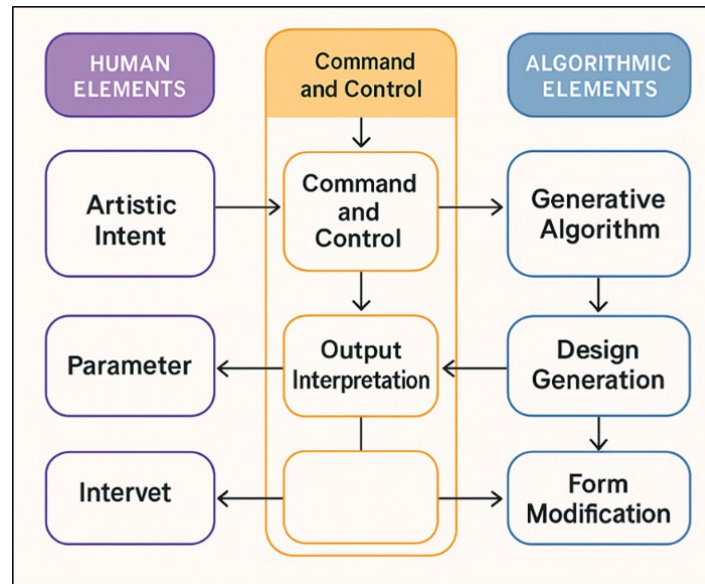 HUMAN
ELEMENTS
Command
and Control
ALGORITHMIC
ELEMENTS
Artistic
Intent
Command
and
Control
Generative
Algorithm
Parameter
Output
Interpretation
Design
Generation
Intervet
Form
Modification